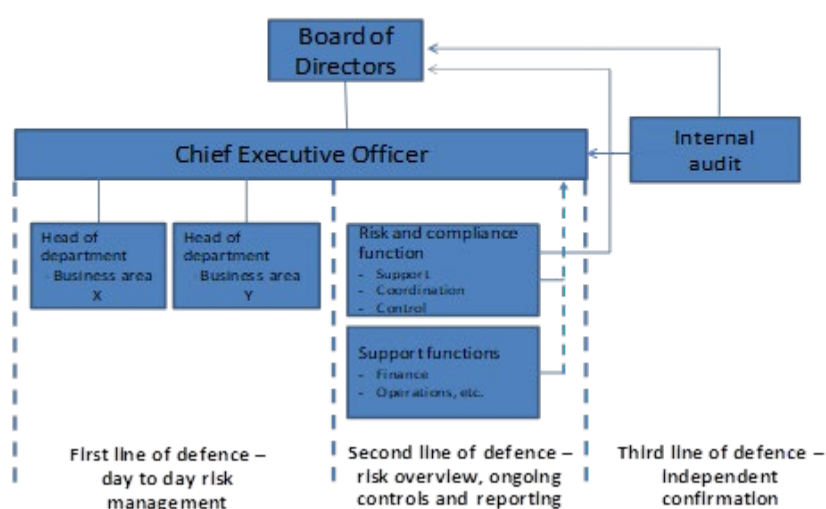 Board of
Directors
Chief Executive Officer
Internal
audit
Head of
department
- Business area
X
Head of
department
- Business area
Y
Risk and compliance
function
- Support
- Coordination
- Control
Support functions
- Finance
- Operations, etc.
First line of defence –
day to day risk
management
Second line of defence –
risk overview, ongoing
controls and reporting
Third line of defence –
independent
confirmation